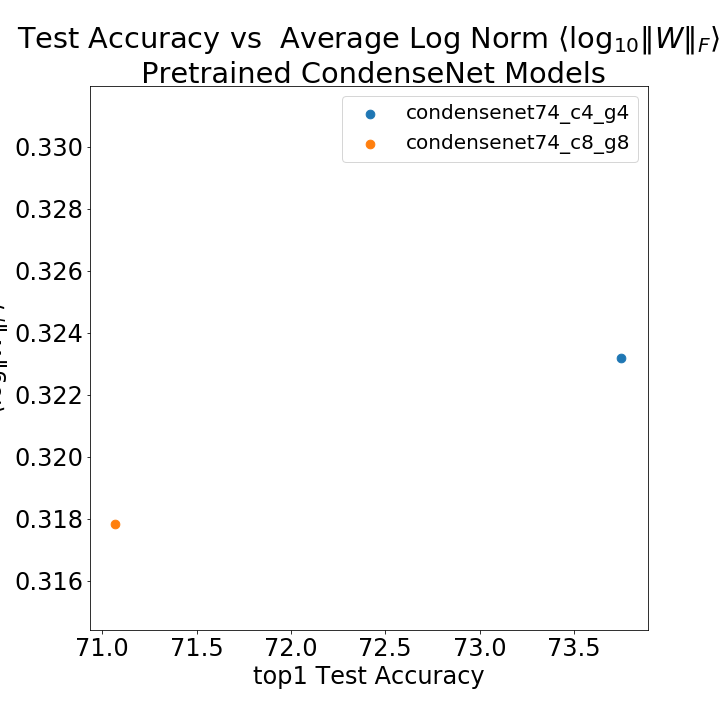 Test Accuracy vs  Average Log Norm ⟨log₁₀‖W‖_F⟩
Pretrained CondenseNet Models
condensenet74_c4_g4
condensenet74_c8_g8
0.330
0.328
0.326
0.324
0.322
0.320
0.318
0.316
71.0 71.5 72.0 72.5 73.0 73.5
top1 Test Accuracy